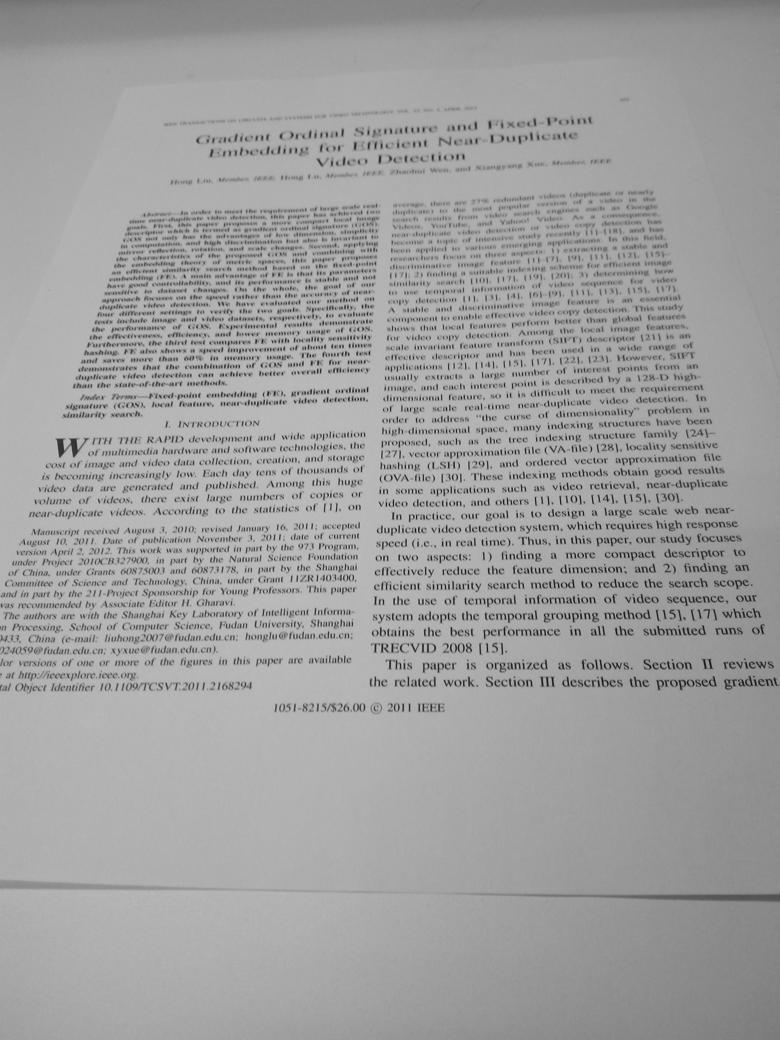 IEEE TRANSACTIONS ON CIRCUITS AND SYSTEMS FOR VIDEO TECHNOLOGY, VOL. 22, NO. 4, APRIL 2012
Gradient Ordinal Signature and Fixed-Point
Embedding for Efficient Near-Duplicate
Video Detection
Hong Liu, Member, IEEE, Hong Lu, Member, IEEE, Zhaohui Wen, and Xiangyang Xue, Member, IEEE
Abstract—In order to meet the requirement of large scale real-
time near-duplicate video detection, this paper has achieved two
goals. First, this paper proposes a more compact local image
descriptor which is termed as gradient ordinal signature (GOS).
GOS not only has the advantages of low dimension, simplicity
in computation, and high discrimination but also is invariant to
mirror reflection, rotation, and scale changes. Second, applying
the characteristics of the proposed GOS and combining with
the embedding theory of metric spaces, this paper proposes
an efficient similarity search method based on the fixed-point
embedding (FE). A main advantage of FE is that its parameters
have good controllability, and its performance is stable and not
sensitive to dataset changes. On the whole, the goal of our
approach focuses on the speed rather than the accuracy of near-
duplicate video detection. We have evaluated our method on
four different settings to verify the two goals. Specifically, the
tests include image and video datasets, respectively, to evaluate
the performance of GOS. Experimental results demonstrate
the effectiveness, efficiency, and lower memory usage of GOS.
Furthermore, the third test compares FE with locality sensitivity
hashing. FE also shows a speed improvement of about ten times
and saves more than 60% in memory usage. The fourth test
demonstrates that the combination of GOS and FE for near-
duplicate video detection can achieve better overall efficiency
than the state-of-the-art methods.
Index Terms—Fixed-point embedding (FE), gradient ordinal
signature (GOS), local feature, near-duplicate video detection,
similarity search.
I. INTRODUCTION
WITH THE RAPID development and wide application
of multimedia hardware and software technologies, the
cost of image and video data collection, creation, and storage
is becoming increasingly low. Each day tens of thousands of
video data are generated and published. Among this huge
volume of videos, there exist large numbers of copies or
near-duplicate videos. According to the statistics of [1], on
Manuscript received August 3, 2010; revised January 16, 2011; accepted
August 10, 2011. Date of publication November 3, 2011; date of current
version April 2, 2012. This work was supported in part by the 973 Program,
under Project 2010CB327900, in part by the Natural Science Foundation
of China, under Grants 60875003 and 60873178, in part by the Shanghai
Committee of Science and Technology, China, under Grant 11ZR1403400,
and in part by the 211-Project Sponsorship for Young Professors. This paper
was recommended by Associate Editor H. Gharavi.
The authors are with the Shanghai Key Laboratory of Intelligent Informa-
on Processing, School of Computer Science, Fudan University, Shanghai
0433, China (e-mail: liuhong2007@fudan.edu.cn; honglu@fudan.edu.cn;
024059@fudan.edu.cn; xyxue@fudan.edu.cn).
lor versions of one or more of the figures in this paper are available
e at http://ieeexplore.ieee.org.
tal Object Identifier 10.1109/TCSVT.2011.2168294
average, there are 27% redundant videos (duplicate or nearly
duplicate) to the most popular version of a video in the
search results from video search engines such as Google
Videos, YouTube, and Yahoo! Video. As a consequence,
near-duplicate video detection or video copy detection has
become a topic of intensive study recently [1]–[18], and has
been applied to various emerging applications. In this field,
researchers focus on three aspects: 1) extracting a stable and
discriminative image feature [1]–[7], [9], [11], [12], [15]–
[17]; 2) finding a suitable indexing scheme for efficient image
similarity search [10], [17], [19], [20]; 3) determining how
to use temporal information of video sequence for video
copy detection [1], [3], [4], [6]–[9], [11], [13], [15], [17].
A stable and discriminative image feature is an essential
component to enable effective video copy detection. This study
shows that local features perform better than global features
for video copy detection. Among the local image features,
scale invariant feature transform (SIFT) descriptor [21] is an
effective descriptor and has been used in a wide range of
applications [12], [14], [15], [17], [22], [23]. However, SIFT
usually extracts a large number of interest points from an
image, and each interest point is described by a 128-D high-
dimensional feature, so it is difficult to meet the requirement
of large scale real-time near-duplicate video detection. In
order to address "the curse of dimensionality" problem in
high-dimensional space, many indexing structures have been
proposed, such as the tree indexing structure family [24]–
[27], vector approximation file (VA-file) [28], locality sensitive
hashing (LSH) [29], and ordered vector approximation file
(OVA-file) [30]. These indexing methods obtain good results
in some applications such as video retrieval, near-duplicate
video detection, and others [1], [10], [14], [15], [30].
In practice, our goal is to design a large scale web near-
duplicate video detection system, which requires high response
speed (i.e., in real time). Thus, in this paper, our study focuses
on two aspects: 1) finding a more compact descriptor to
effectively reduce the feature dimension; and 2) finding an
efficient similarity search method to reduce the search scope.
In the use of temporal information of video sequence, our
system adopts the temporal grouping method [15], [17] which
obtains the best performance in all the submitted runs of
TRECVID 2008 [15].
This paper is organized as follows. Section II reviews
the related work. Section III describes the proposed gradient
1051-8215/$26.00 © 2011 IEEE